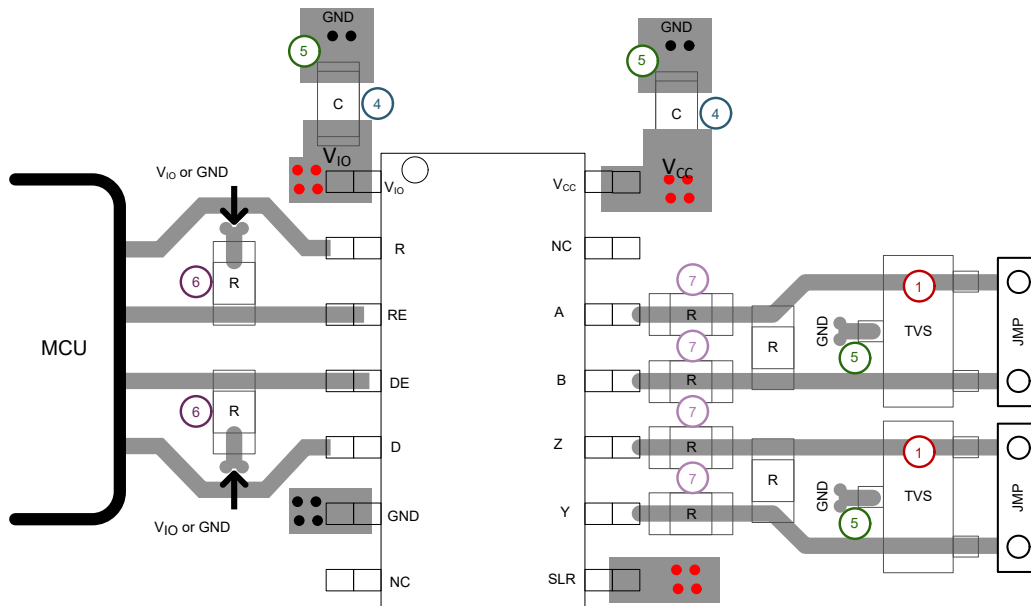 GND
GND
5
5
C
4
C
4
VIO
VCC
VIO or GND
VIO
VCC
R
NC
6
R
7
1
RE
A
R
GND
TVS
JMP
MCU
7
R
5
DE
B
R
6
R
7
D
Z
R
1
7
R
GND
TVS
JMP
VIO or GND
GND
Y
R
5
NC
SLR